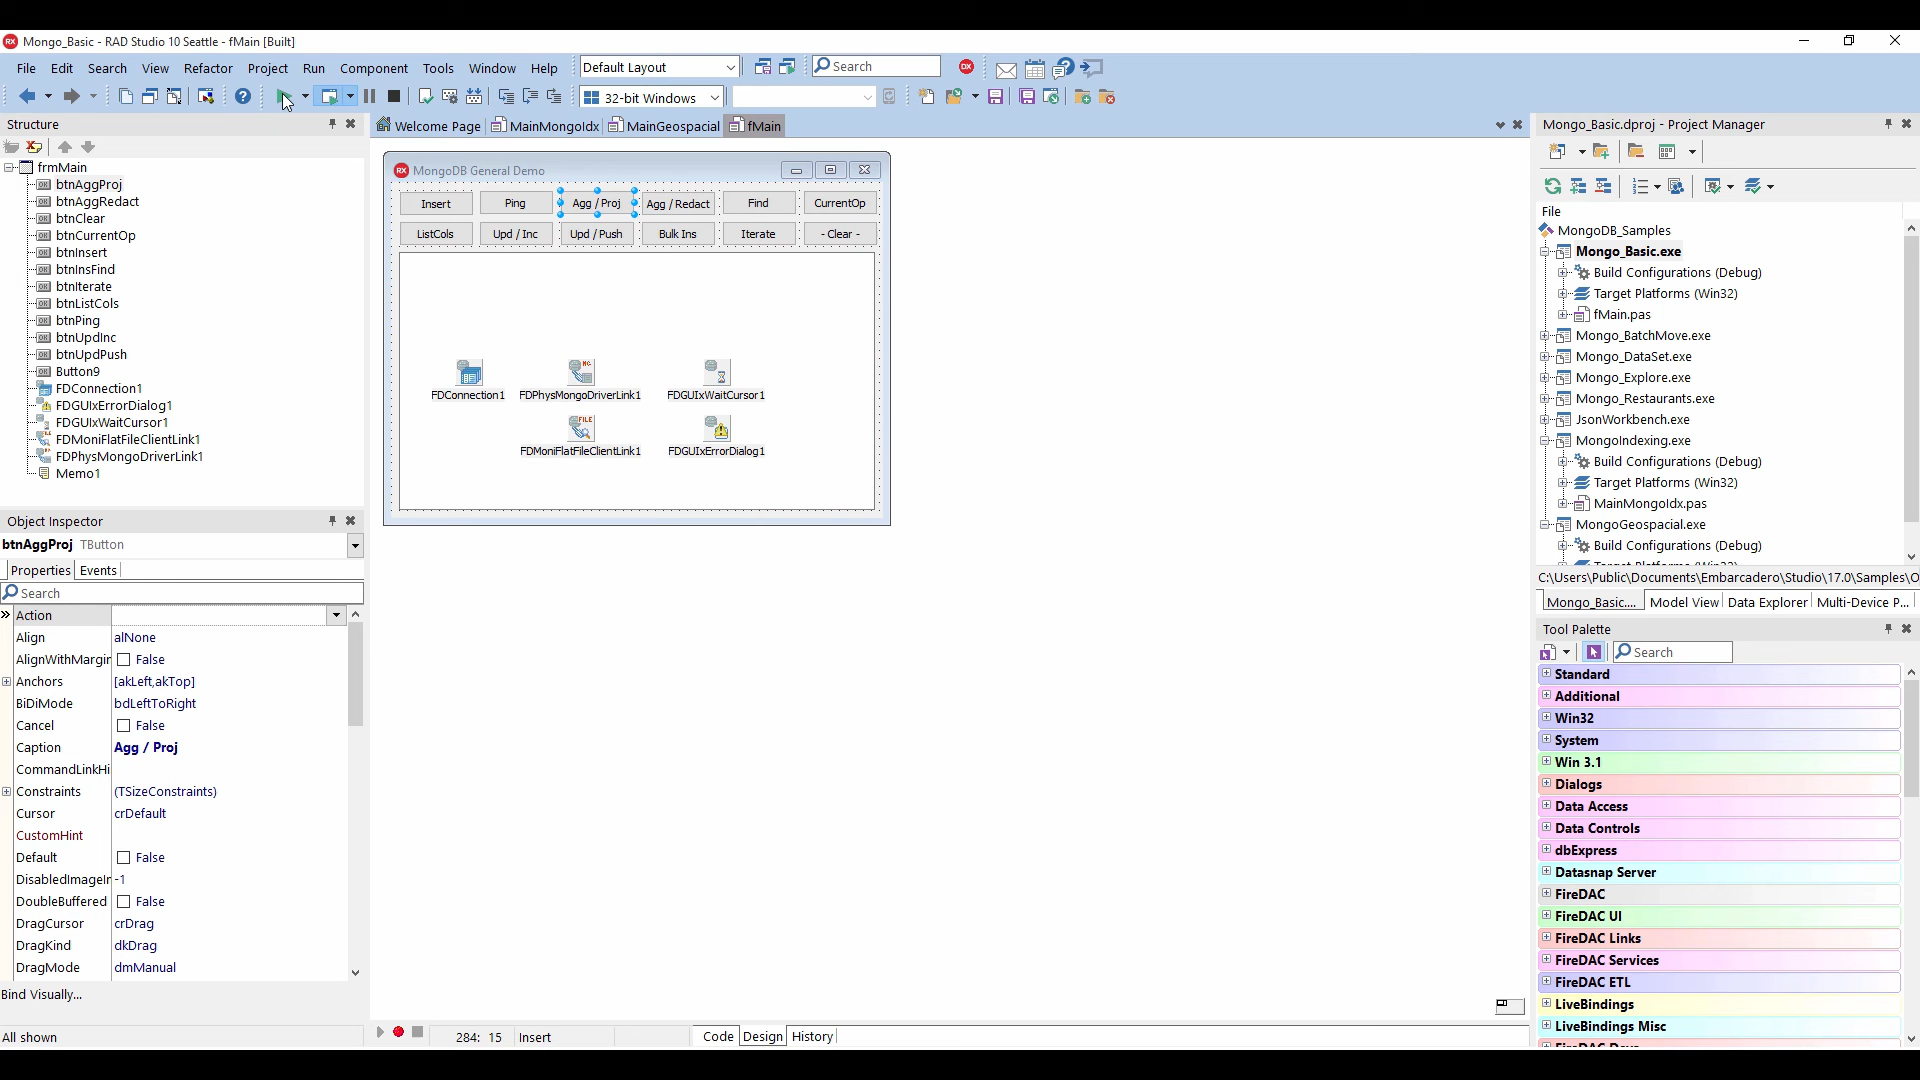 Mongo_Basic - RAD Studio 10 Seattle - fMain [Built]
File Edit Search View Refactor Project Run Component Tools Window Help
Default Layout
Search
32-bit Windows
Structure
frmMain
btnAggProj
btnAggRedact
btnClear
btnCurrentOp
btnInsert
btnInsFind
btnIterate
btnListCols
btnPing
btnUpdInc
btnUpdPush
Button9
FDConnection1
FDGUIxErrorDialog1
FDGUIxWaitCursor1
FDMoniFlatFileClientLink1
FDPhysMongoDriverLink1
Memo1
Object Inspector
btnAggProj TButton
Properties Events
Search
Action
Align alNone
AlignWithMargin False
Anchors [akLeft,akTop]
BiDiMode bdLeftToRight
Cancel False
Caption Agg / Proj
CommandLinkHi
Constraints (TSizeConstraints)
Cursor crDefault
CustomHint
Default False
DisabledImageIn -1
DoubleBuffered False
DragCursor crDrag
DragKind dkDrag
DragMode dmManual
Bind Visually...
All shown
Welcome Page MainMongoIdx MainGeospacial fMain
MongoDB General Demo
Insert Ping Agg / Proj Agg / Redact Find CurrentOp
ListCols Upd / Inc Upd / Push Bulk Ins Iterate - Clear -
FDConnection1 FDPhysMongoDriverLink1 FDGUIxWaitCursor1
FDMoniFlatFileClientLink1 FDGUIxErrorDialog1
284: 15 Insert
Code Design History
Mongo_Basic.dproj - Project Manager
File
MongoDB_Samples
Mongo_Basic.exe
Build Configurations (Debug)
Target Platforms (Win32)
fMain.pas
Mongo_BatchMove.exe
Mongo_DataSet.exe
Mongo_Explore.exe
Mongo_Restaurants.exe
JsonWorkbench.exe
MongoIndexing.exe
Build Configurations (Debug)
Target Platforms (Win32)
MainMongoIdx.pas
MongoGeospacial.exe
Build Configurations (Debug)
C:\Users\Public\Documents\Embarcadero\Studio\17.0\Samples\O
Mongo_Basic.... Model View Data Explorer Multi-Device P...
Tool Palette
Search
Standard
Additional
Win32
System
Win 3.1
Dialogs
Data Access
Data Controls
dbExpress
Datasnap Server
FireDAC
FireDAC UI
FireDAC Links
FireDAC Services
FireDAC ETL
LiveBindings
LiveBindings Misc